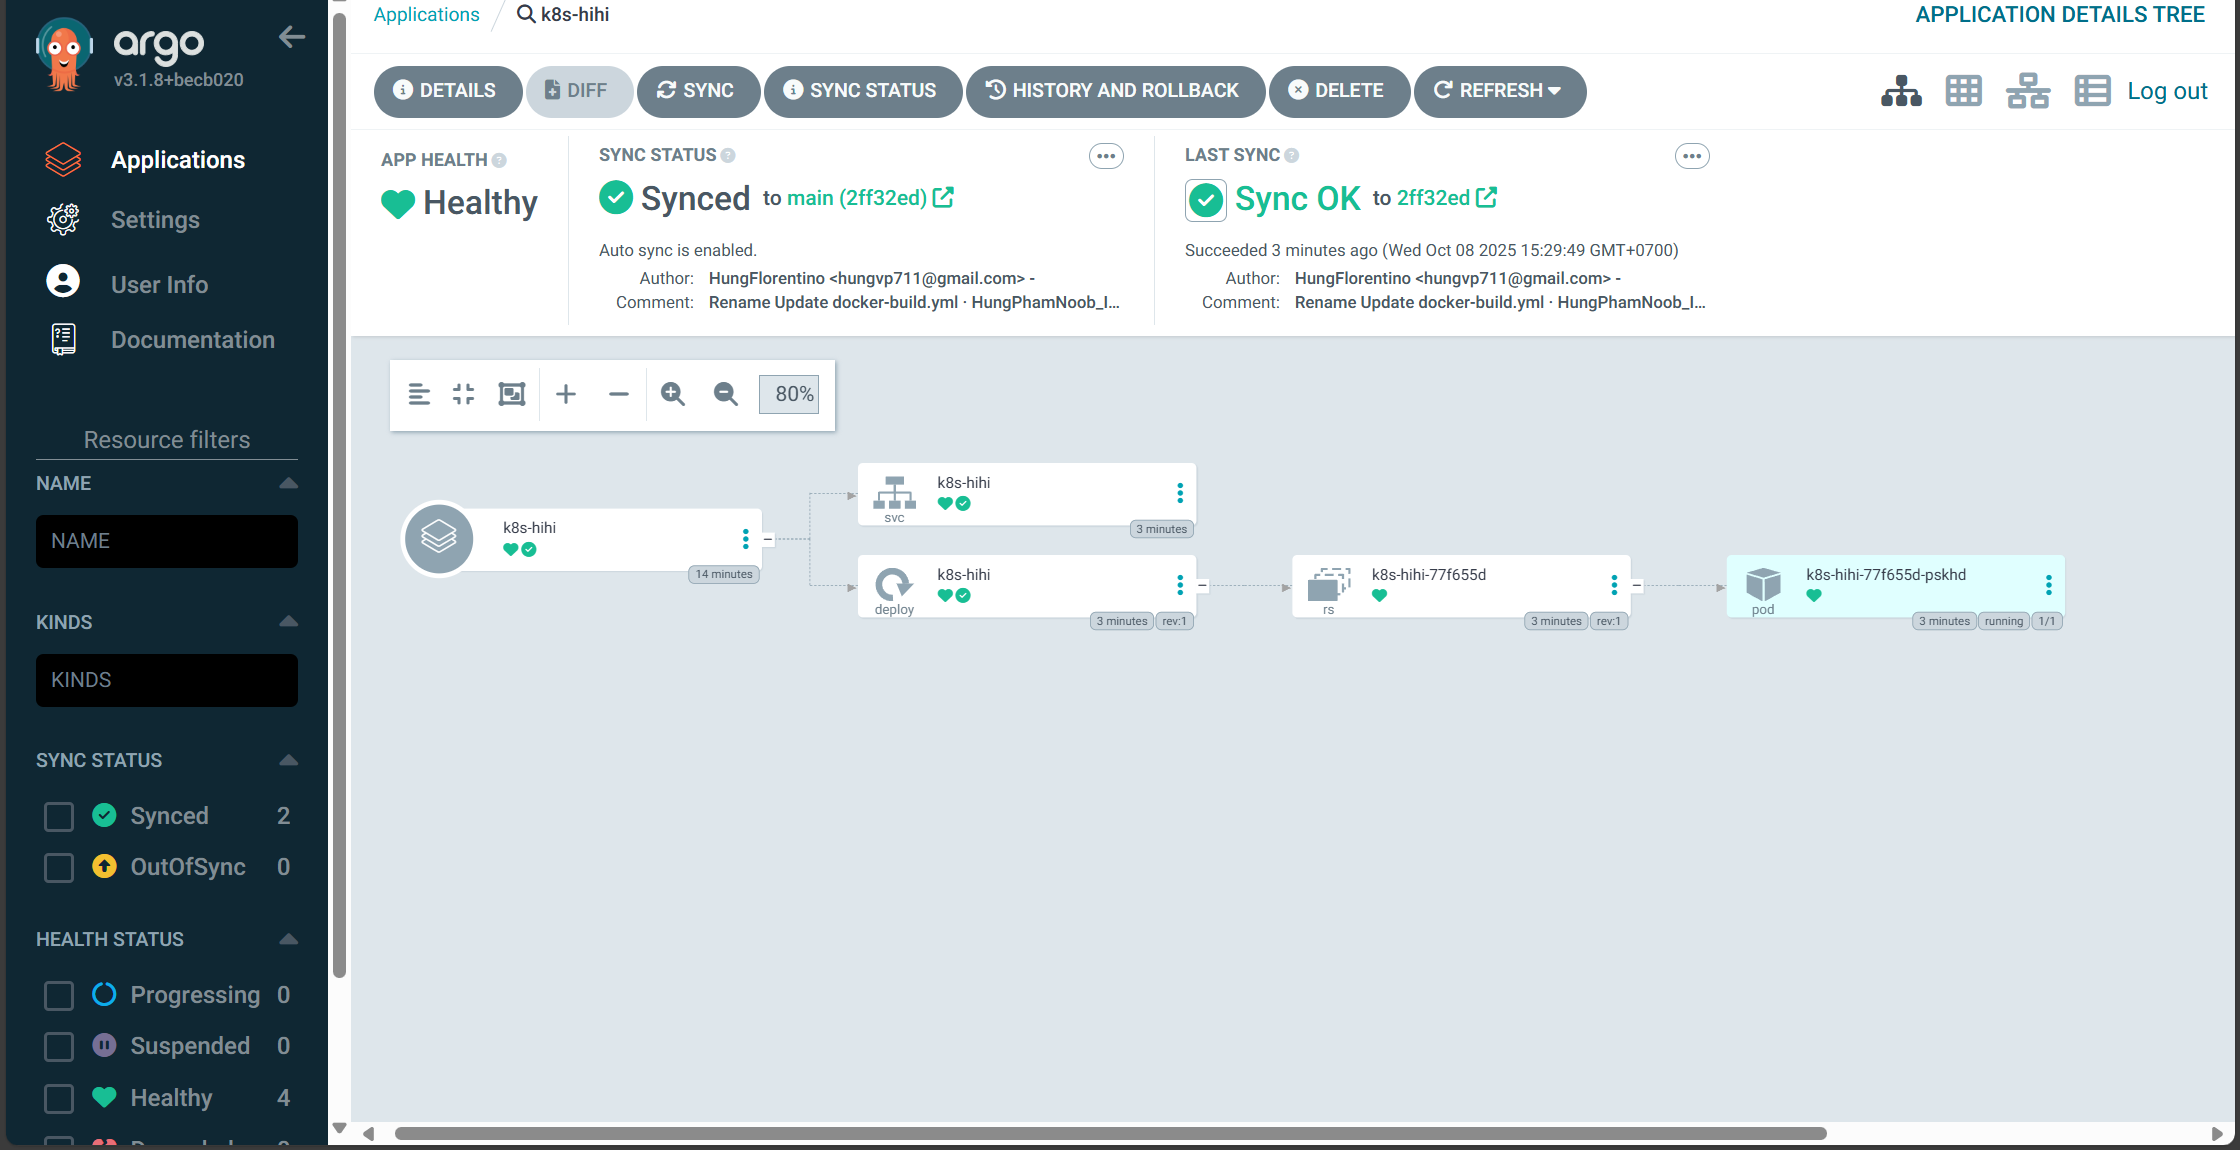 argo
v3.1.8+becb020
Applications
Settings
User Info
Documentation
Resource filters
NAME
NAME
KINDS
KINDS
SYNC STATUS
Synced 2
OutOfSync 0
HEALTH STATUS
Progressing 0
Suspended 0
Healthy 4
Applications / k8s-hihi
APPLICATION DETAILS TREE
DETAILS DIFF SYNC SYNC STATUS HISTORY AND ROLLBACK DELETE REFRESH Log out
APP HEALTH
Healthy
SYNC STATUS
Synced to main (2ff32ed)
Auto sync is enabled.
Author: HungFlorentino <hungvp711@gmail.com> -
Comment: Rename Update docker-build.yml · HungPhamNoob_I...
LAST SYNC
Sync OK to 2ff32ed
Succeeded 3 minutes ago (Wed Oct 08 2025 15:29:49 GMT+0700)
Author: HungFlorentino <hungvp711@gmail.com> -
Comment: Rename Update docker-build.yml · HungPhamNoob_I...
80%
k8s-hihi
14 minutes
k8s-hihi
svc
3 minutes
k8s-hihi
deploy
3 minutes rev:1
k8s-hihi-77f655d
rs
3 minutes rev:1
k8s-hihi-77f655d-pskhd
pod
3 minutes running 1/1